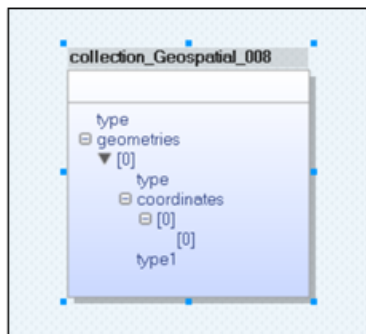 collection_Geospatial_008
type
geometries
[0]
type
coordinates
[0]
[0]
type1